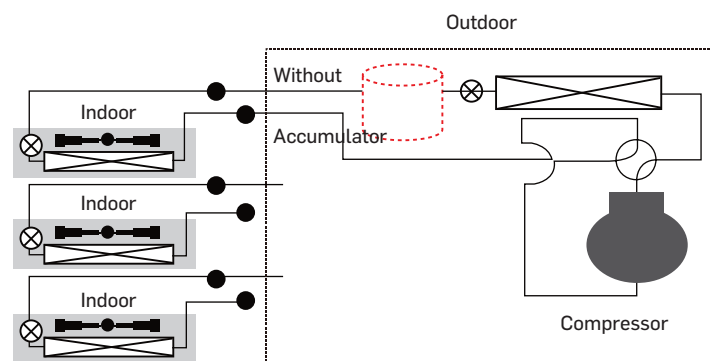 Outdoor
Without
Indoor
Accumulator
Indoor
Indoor
Compressor